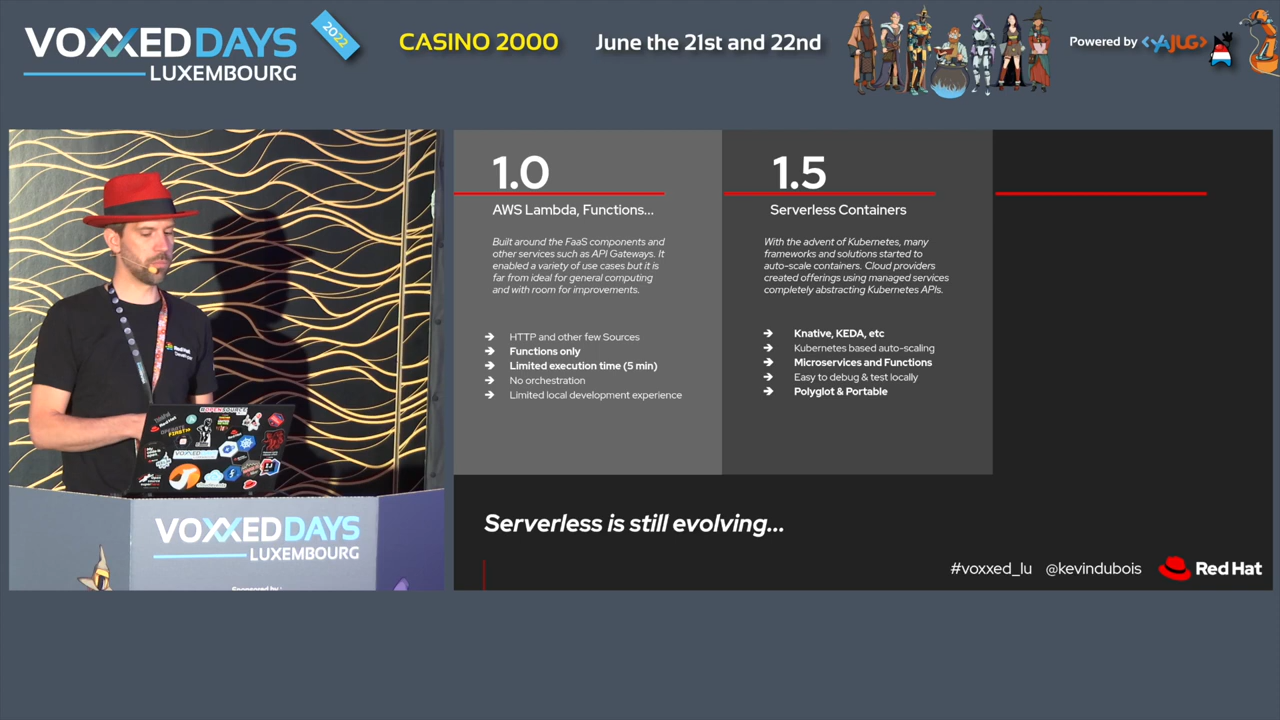 VOXXED DAYS
LUXEMBOURG
2022
CASINO 2000
June the 21st and 22nd
Powered by <YAJUG>
1.0
AWS Lambda, Functions...
Built around the FaaS components and
other services such as API Gateways. It
enabled a variety of use cases but it is
far from ideal for general computing
and with room for improvements.
➔ HTTP and other few Sources
➔ Functions only
➔ Limited execution time (5 min)
➔ No orchestration
➔ Limited local development experience
1.5
Serverless Containers
With the advent of Kubernetes, many
frameworks and solutions started to
auto-scale containers. Cloud providers
created offerings using managed services
completely abstracting Kubernetes APIs.
➔ Knative, KEDA, etc
➔ Kubernetes based auto-scaling
➔ Microservices and Functions
➔ Easy to debug & test locally
➔ Polyglot & Portable
Serverless is still evolving...
#voxxed_lu @kevindubois
Red Hat
Red Hat
#OPENSOURCE
VOXXED DAYS
LUXEMBOURG
Sponsored by :